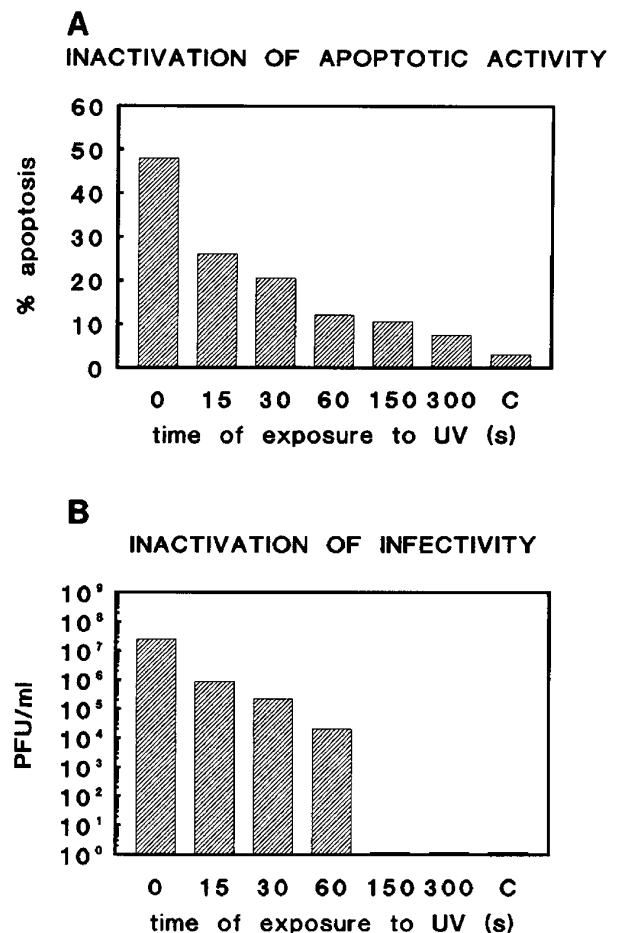 A
INACTIVATION OF APOPTOTIC ACTIVITY
% apoptosis
60
50
40
30
20
10
0
0 15 30 60 150 300 C
time of exposure to UV (s)
B
INACTIVATION OF INFECTIVITY
PFU/ml
10⁹
10⁸
10⁷
10⁶
10⁵
10⁴
10³
10²
10¹
10⁰
0 15 30 60 150 300 C
time of exposure to UV (s)